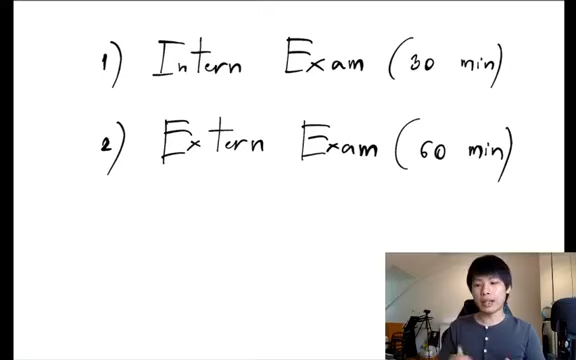 1) Intern Exam (30 min)
2) Extern Exam (60 min)